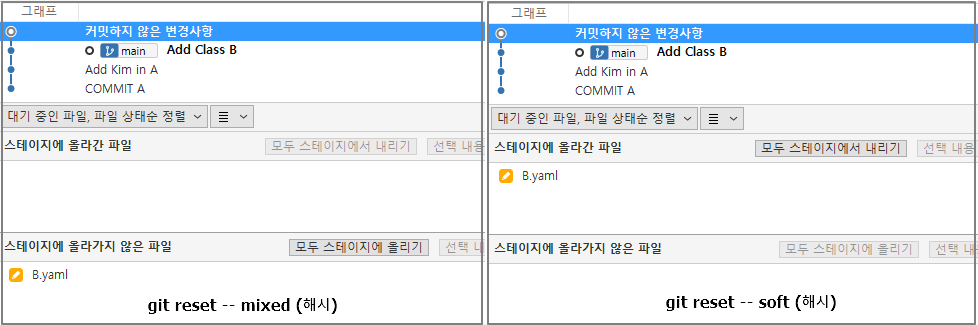 그래프
커밋하지 않은 변경사항
main Add Class B
Add Kim in A
COMMIT A
대기 중인 파일, 파일 상태순 정렬
스테이지에 올라간 파일 모두 스테이지에서 내리기 선택 내용
스테이지에 올라가지 않은 파일 모두 스테이지에 올리기 선택 내
B.yaml
git reset -- mixed (해시)
그래프
커밋하지 않은 변경사항
main Add Class B
Add Kim in A
COMMIT A
대기 중인 파일, 파일 상태순 정렬
스테이지에 올라간 파일 모두 스테이지에서 내리기 선택 내용
B.yaml
스테이지에 올라가지 않은 파일 모두 스테이지에 올리기 선택 내
git reset -- soft (해시)